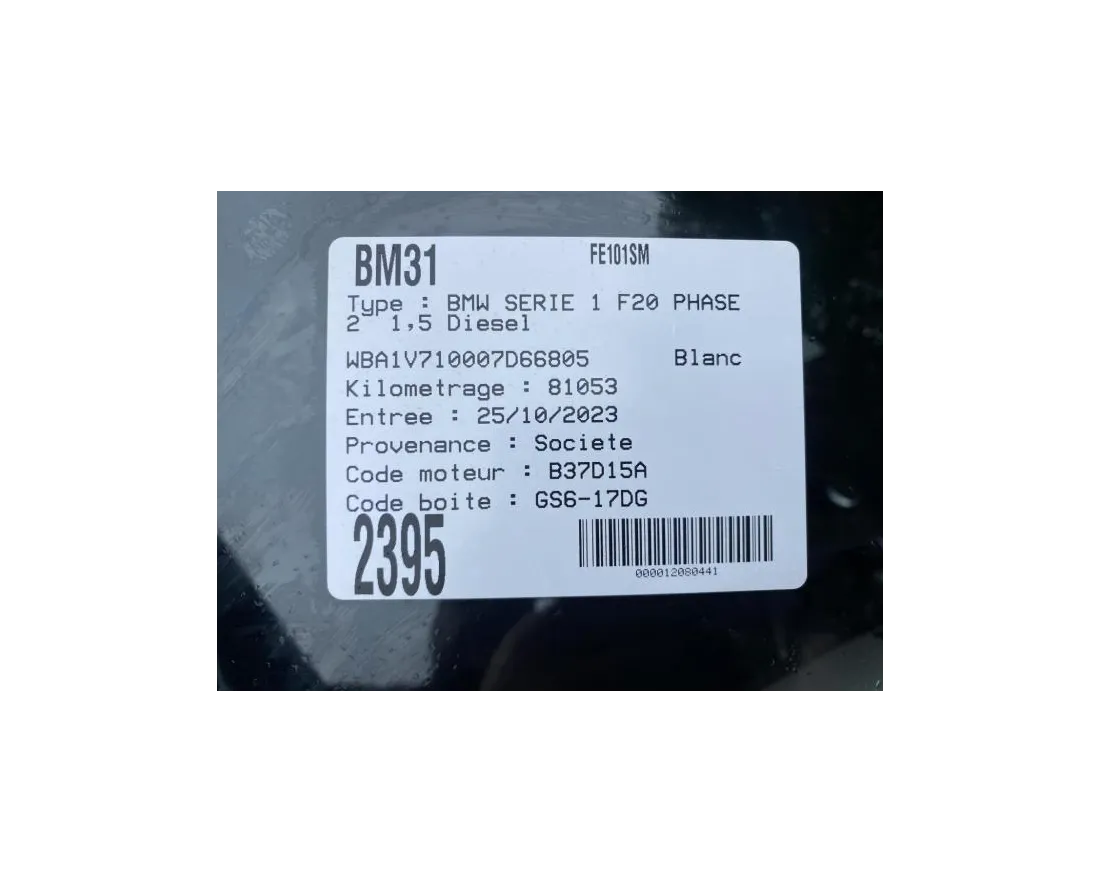 BM31 FE101SM
Type : BMW SERIE 1 F20 PHASE
2 1,5 Diesel
WBA1V710007D66805 Blanc
Kilometrage : 81053
Entree : 25/10/2023
Provenance : Societe
Code moteur : B37D15A
Code boite : GS6-17DG
2395
000012080441